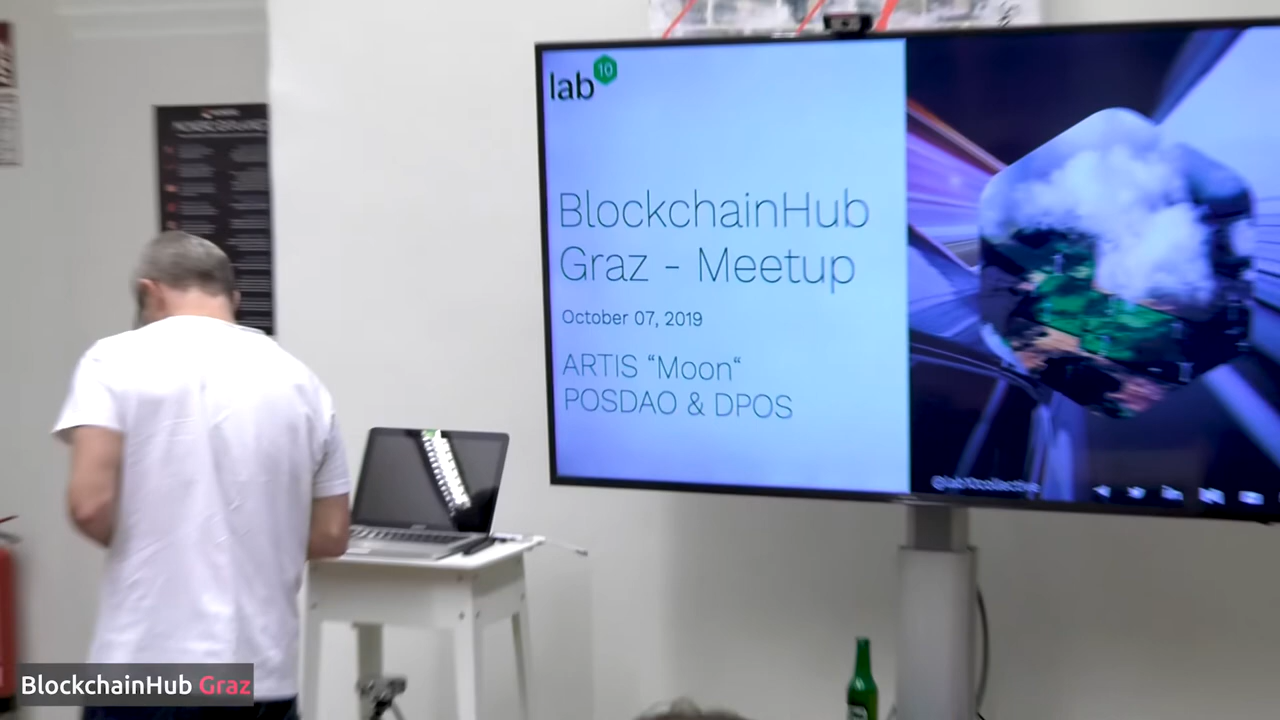 lab10
BlockchainHub
Graz - Meetup
October 07, 2019
ARTIS “Moon“
POSDAO & DPOS
@lab10collective
BlockchainHub Graz